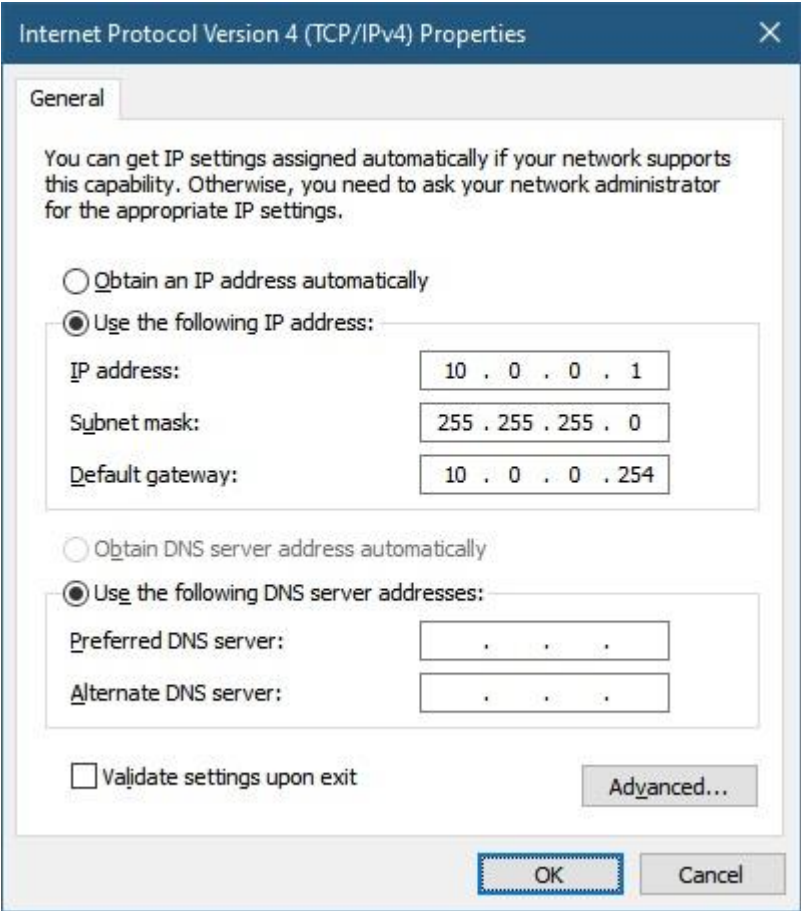 Internet Protocol Version 4 (TCP/IPv4) Properties
General
You can get IP settings assigned automatically if your network supports
this capability. Otherwise, you need to ask your network administrator
for the appropriate IP settings.
Obtain an IP address automatically
Use the following IP address:
IP address: 10 . 0 . 0 . 1
Subnet mask: 255 . 255 . 255 . 0
Default gateway: 10 . 0 . 0 . 254
Obtain DNS server address automatically
Use the following DNS server addresses:
Preferred DNS server: . . .
Alternate DNS server: . . .
Validate settings upon exit
Advanced...
OK Cancel